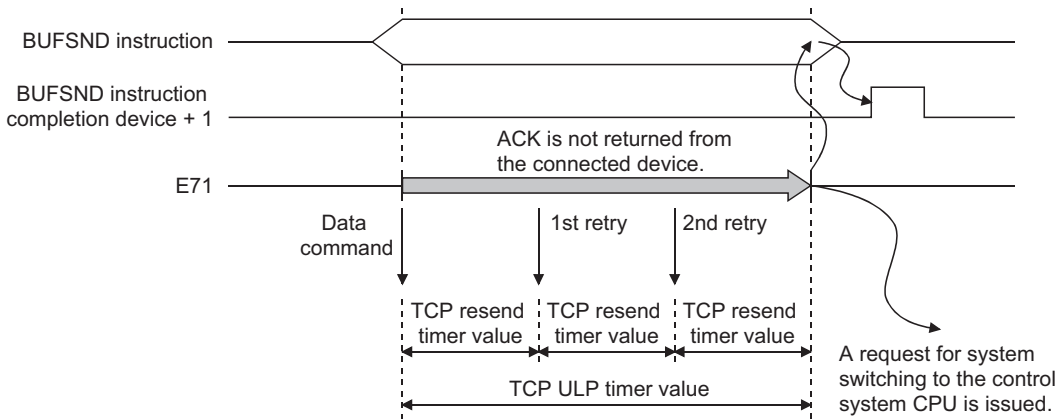 BUFSND instruction
BUFSND instruction
completion device + 1
ACK is not returned from
the connected device.
E71
Data
command
1st retry
2nd retry
TCP resend
timer value
TCP resend
timer value
TCP resend
timer value
TCP ULP timer value
A request for system
switching to the control
system CPU is issued.